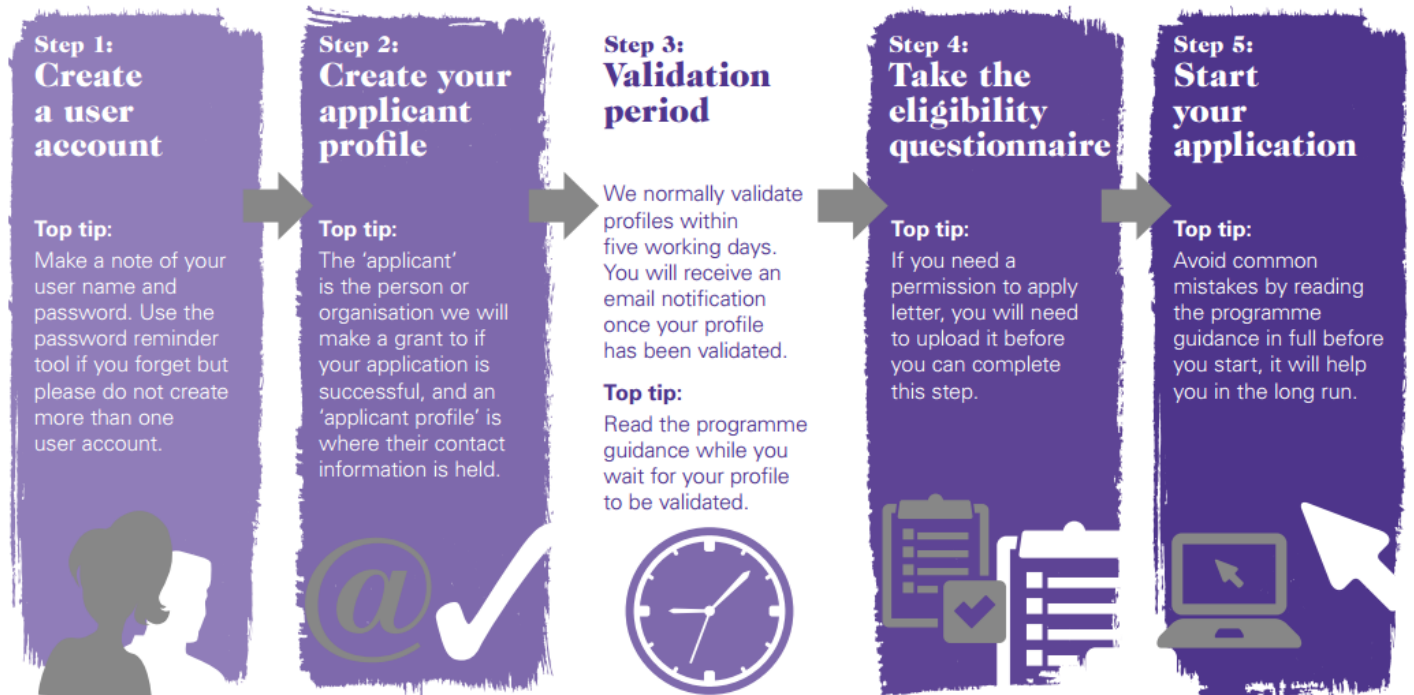 Step 1:
Create
a user
account
Top tip:
Make a note of your
user name and
password. Use the
password reminder
tool if you forget but
please do not create
more than one
user account.
Step 2:
Create your
applicant
profile
Top tip:
The ‘applicant’
is the person or
organisation we will
make a grant to if
your application is
successful, and an
‘applicant profile’ is
where their contact
information is held.
Step 3:
Validation
period
We normally validate
profiles within
five working days.
You will receive an
email notification
once your profile
has been validated.
Top tip:
Read the programme
guidance while you
wait for your profile
to be validated.
Step 4:
Take the
eligibility
questionnaire
Top tip:
If you need a
permission to apply
letter, you will need
to upload it before
you can complete
this step.
Step 5:
Start
your
application
Top tip:
Avoid common
mistakes by reading
the programme
guidance in full before
you start, it will help
you in the long run.
@